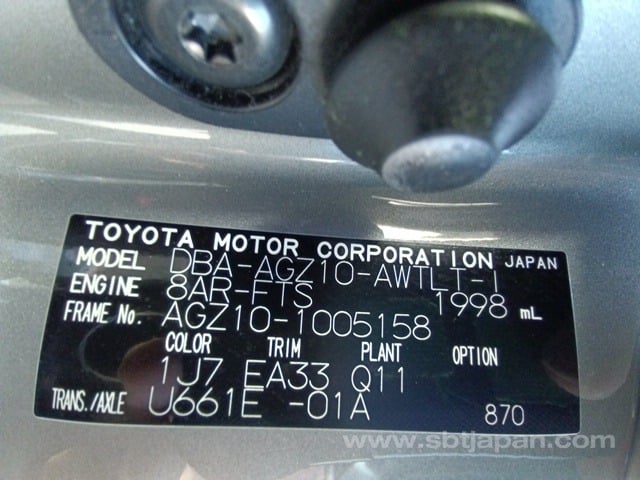 TOYOTA MOTOR CORPORATION JAPAN
MODEL DBA-AGZ10-AWTLT-I
ENGINE 8AR-FTS 1998 mL
FRAME No. AGZ10-1005158
COLOR TRIM PLANT OPTION
1J7 EA33 Q11
TRANS./AXLE U661E -01A 870
www.sbtjapan.com